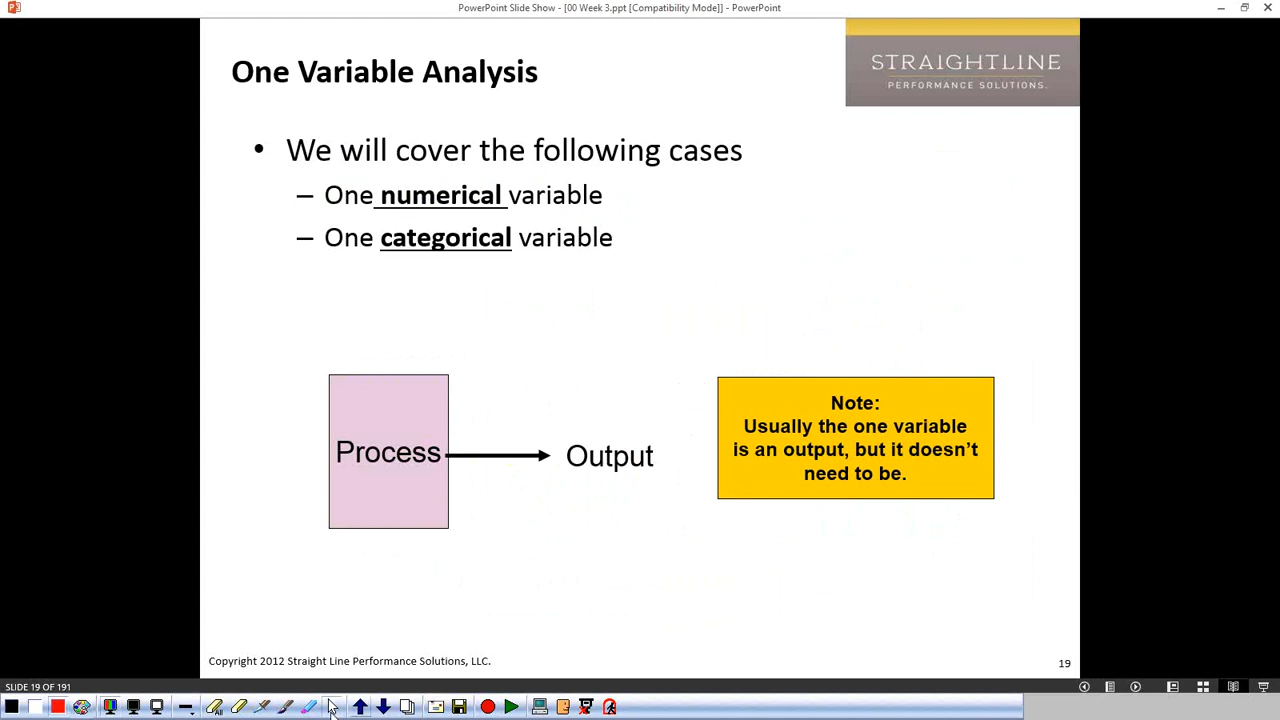 PowerPoint Slide Show - [00 Week 3.ppt [Compatibility Mode]] - PowerPoint
One Variable Analysis
STRAIGHTLINE
PERFORMANCE SOLUTIONS.
• We will cover the following cases
– One numerical variable
– One categorical variable
Process
Output
Note:
Usually the one variable
is an output, but it doesn’t
need to be.
Copyright 2012 Straight Line Performance Solutions, LLC.
19
SLIDE 19 OF 191